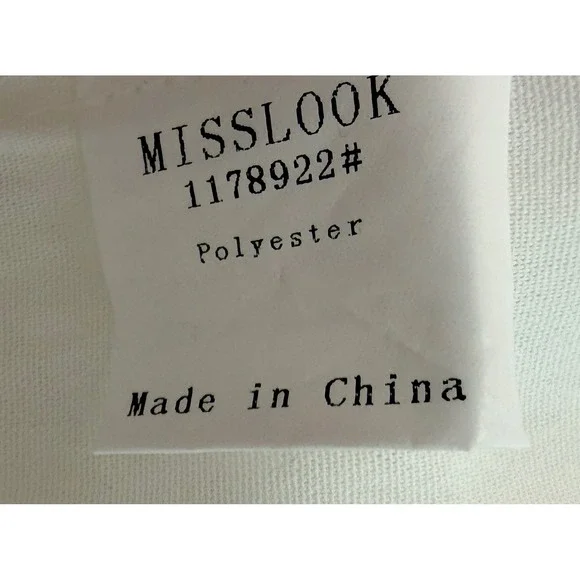 MISSLOOK
1178922#
Polyester
Made in China